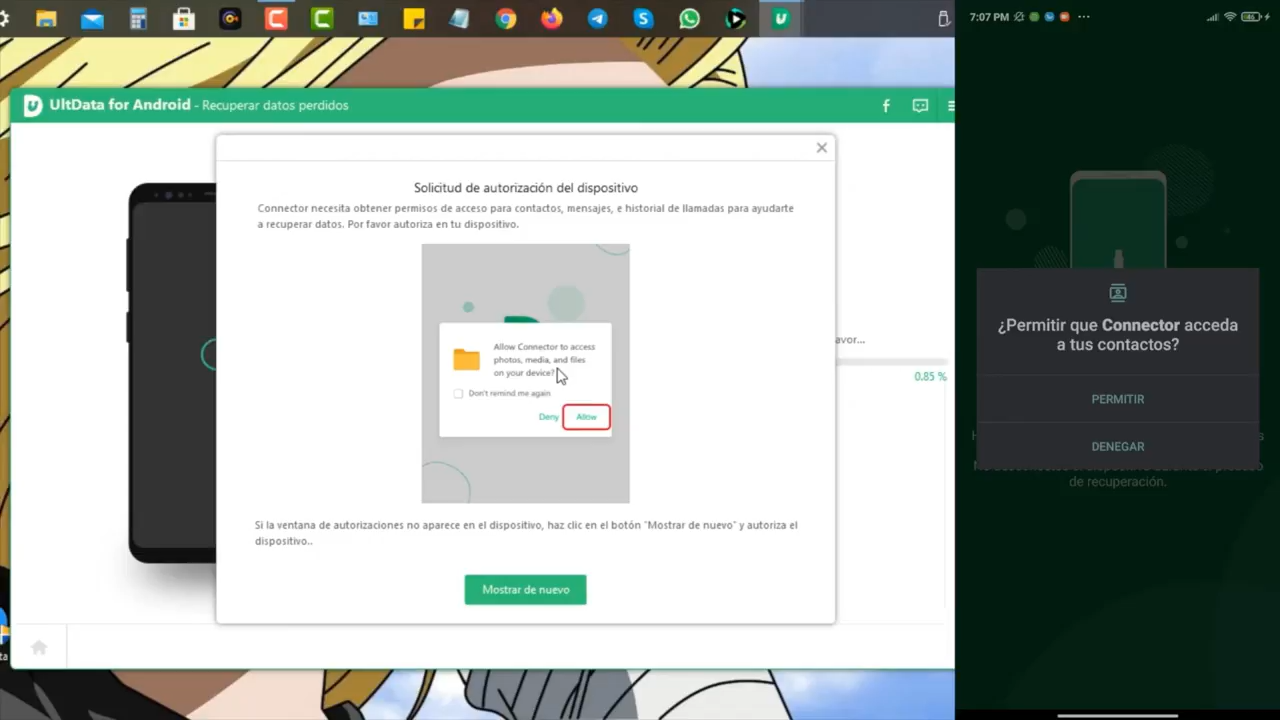 7:07 PM
UltData for Android - Recuperar datos perdidos
Solicitud de autorización del dispositivo
Connector necesita obtener permisos de acceso para contactos, mensajes, e historial de llamadas para ayudarte
a recuperar datos. Por favor autoriza en tu dispositivo.
Allow Connector to access
photos, media, and files
on your device?
Don't remind me again
Deny
Allow
avor...
0.85 %
Si la ventana de autorizaciones no aparece en el dispositivo, haz clic en el botón "Mostrar de nuevo" y autoriza el
dispositivo..
Mostrar de nuevo
¿Permitir que Connector acceda
a tus contactos?
PERMITIR
DENEGAR
de recuperación.